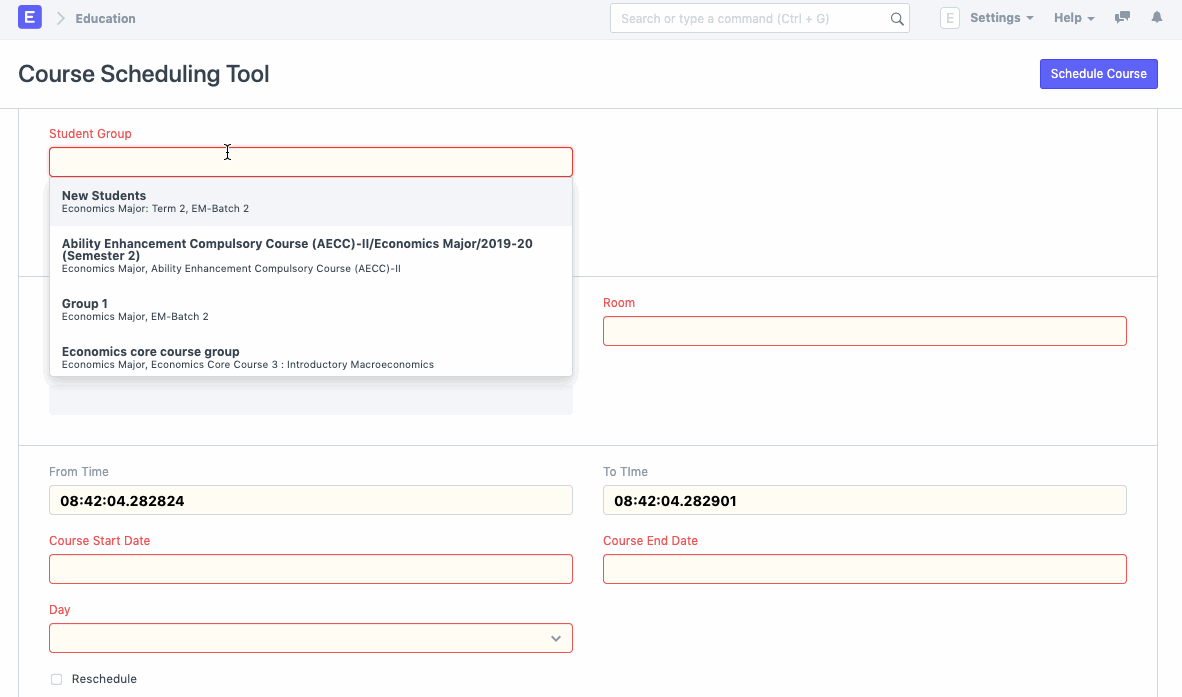 E
Education
Search or type a command (Ctrl + G)
E
Settings
Help
Course Scheduling Tool
Schedule Course
Student Group
New Students
Economics Major: Term 2, EM-Batch 2
Ability Enhancement Compulsory Course (AECC)-II/Economics Major/2019-20
(Semester 2)
Economics Major, Ability Enhancement Compulsory Course (AECC)-II
Group 1
Economics Major, EM-Batch 2
Economics core course group
Economics Major, Economics Core Course 3 : Introductory Macroeconomics
Room
From Time
08:42:04.282824
To TIme
08:42:04.282901
Course Start Date
Course End Date
Day
Reschedule